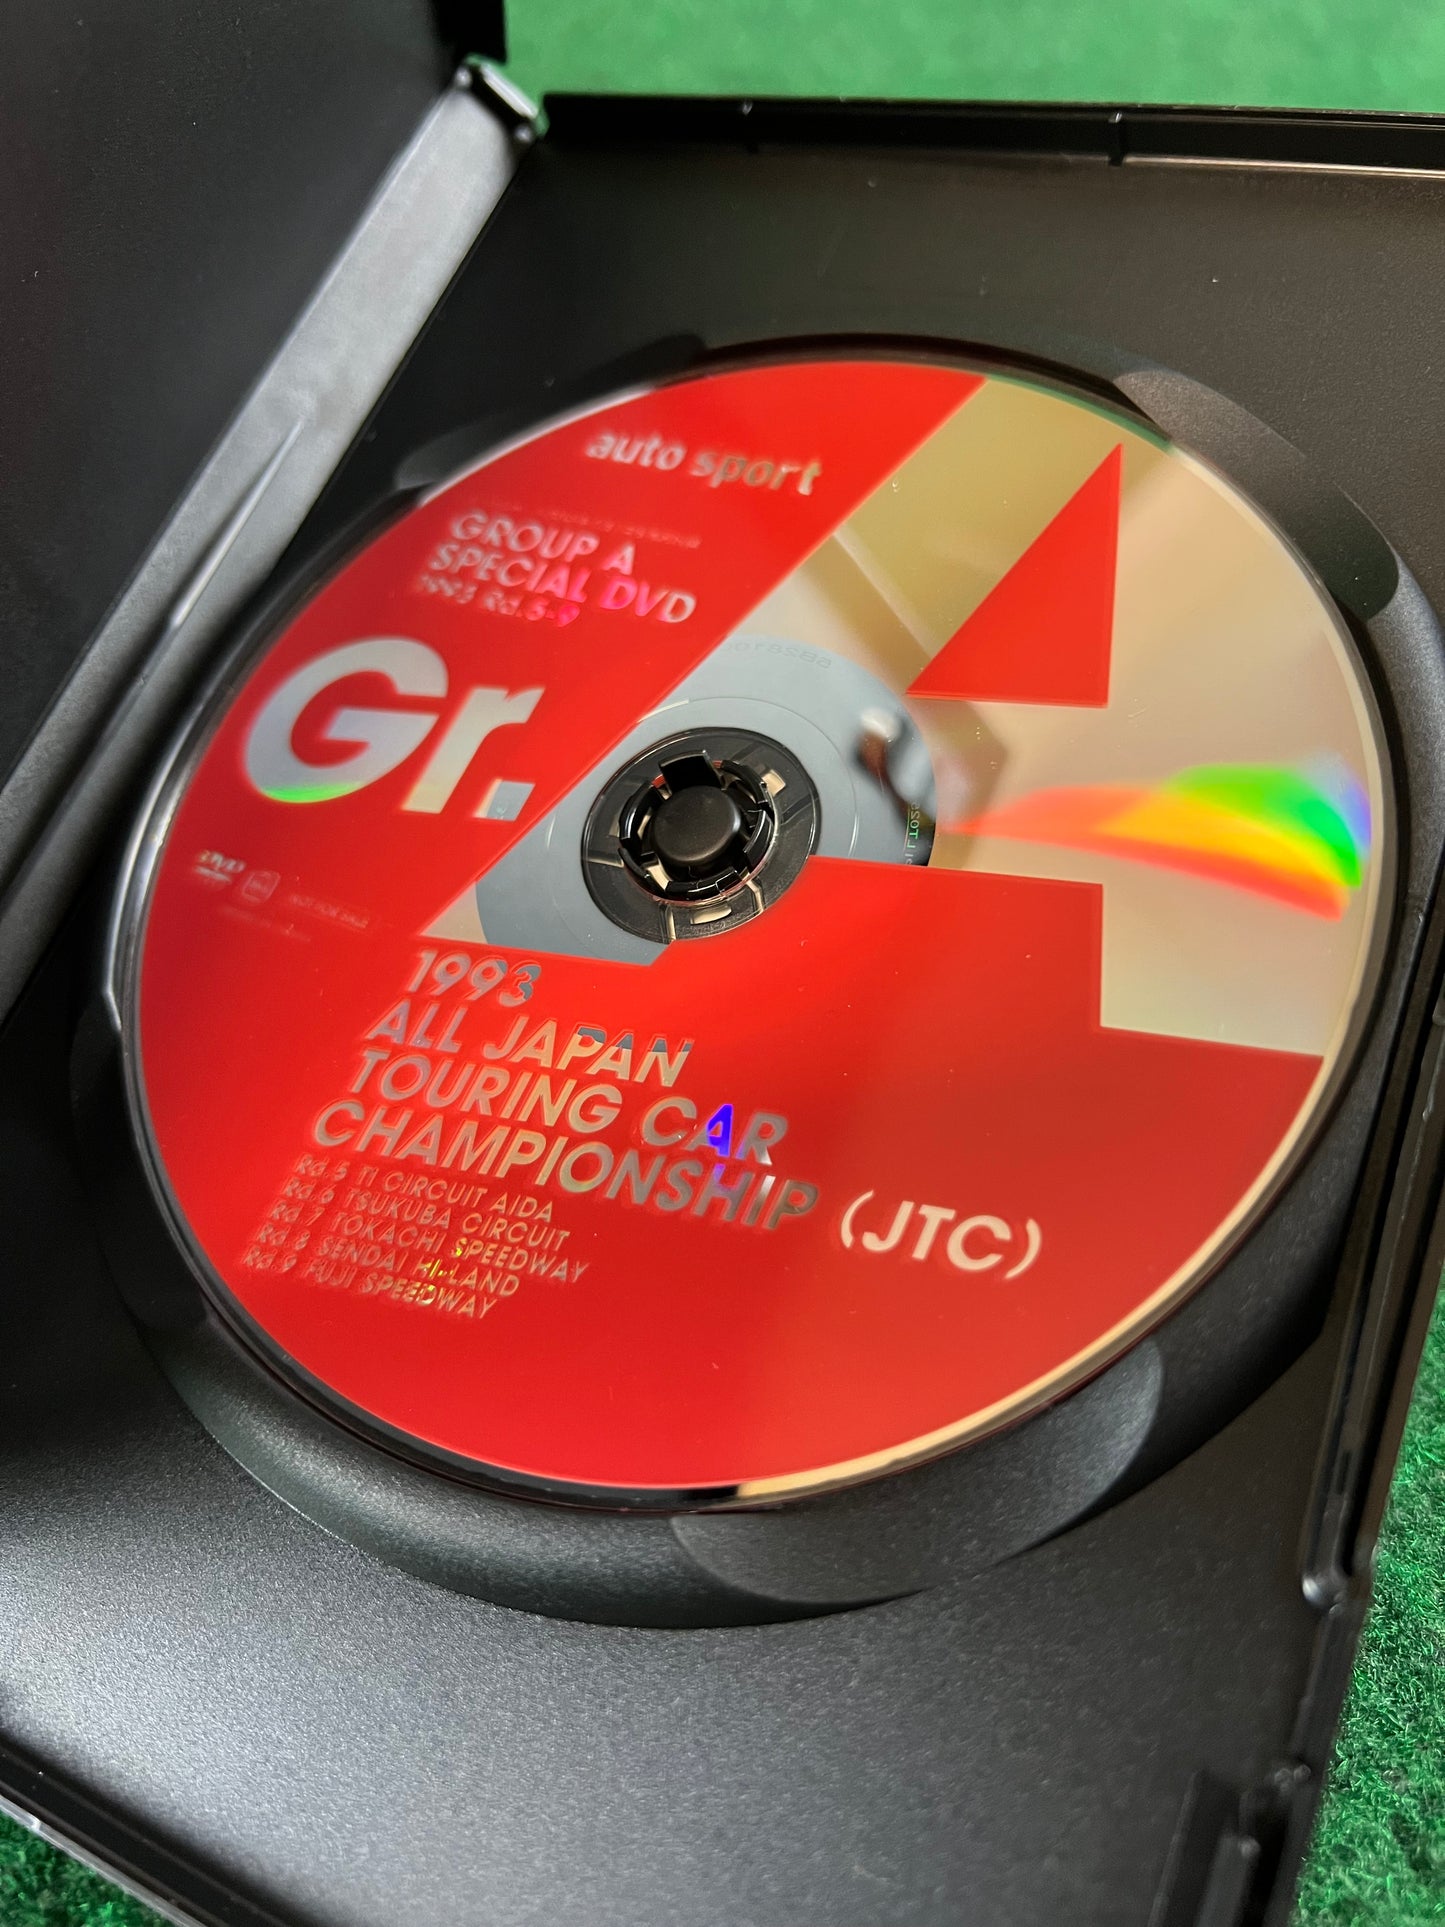 auto sport
GROUP A
SPECIAL DVD
1993 Rd.5-9
Gr. A
DVD
NOT FOR SALE
1993
ALL JAPAN
TOURING CAR
CHAMPIONSHIP (JTC)
Rd.5 TI CIRCUIT AIDA
Rd.6 TSUKUBA CIRCUIT
Rd.7 TOKACHI SPEEDWAY
Rd.8 SENDAI HI-LAND
Rd.9 FUJI SPEEDWAY